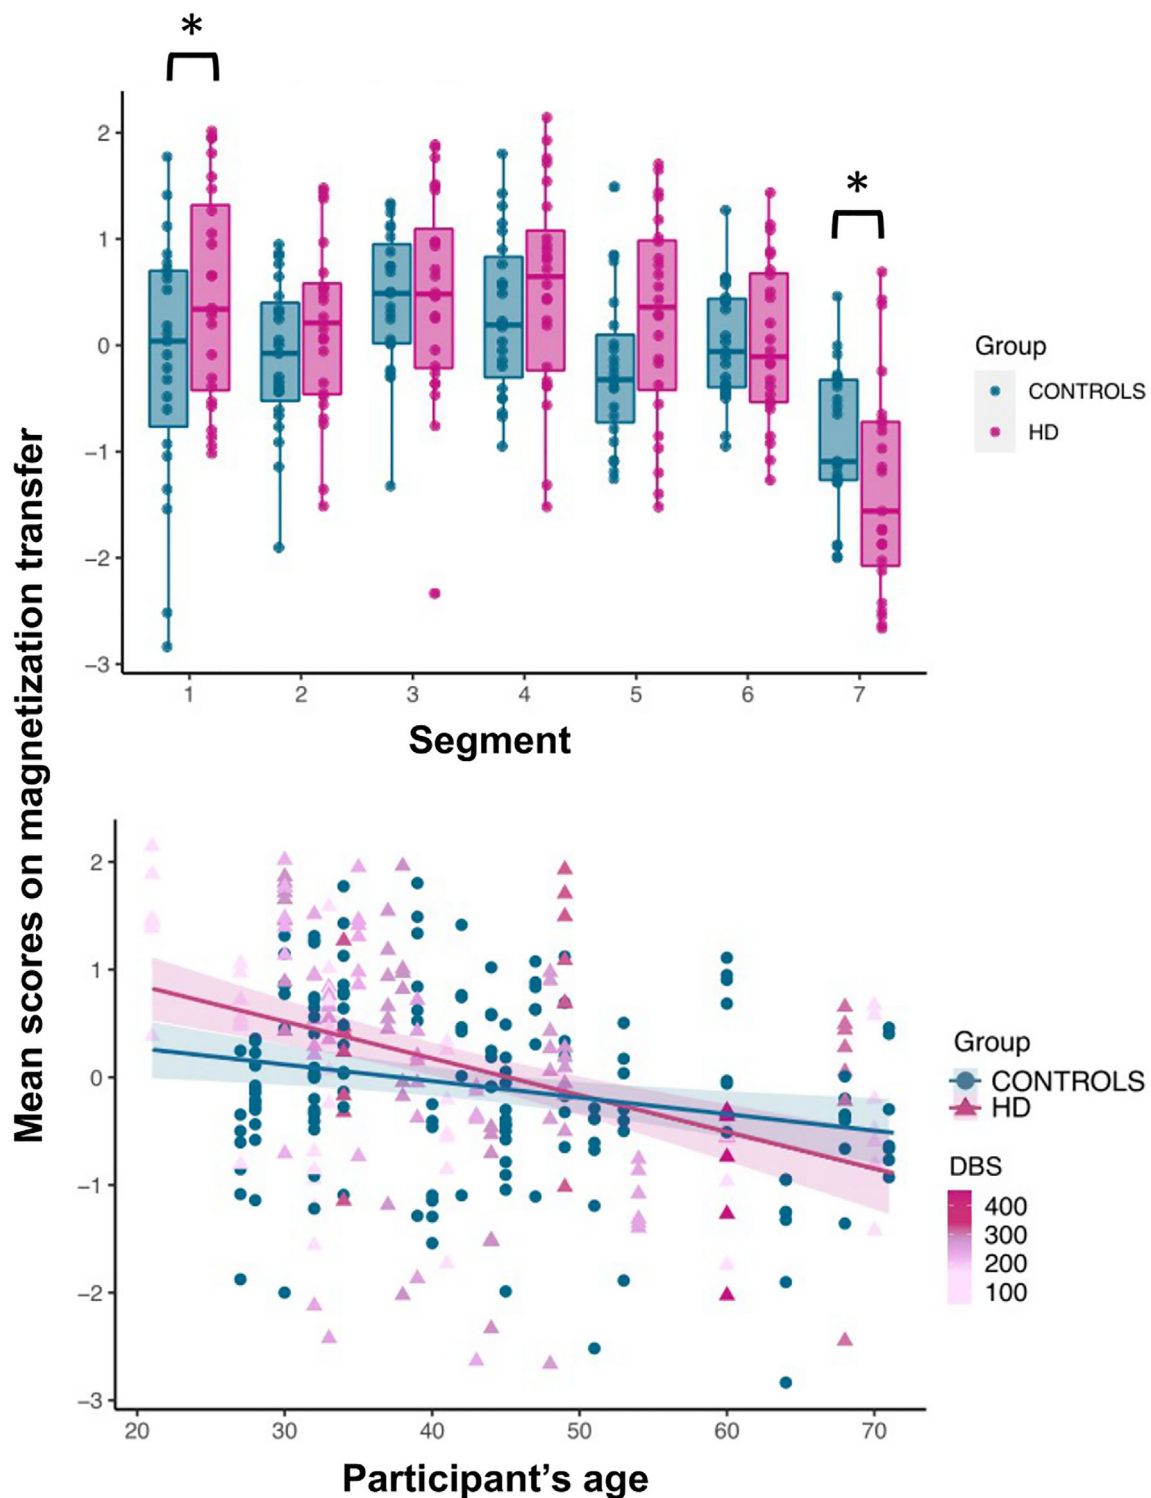 *
*
2
1
0
−1
−2
−3
1 2 3 4 5 6 7
Segment
Group
CONTROLS
HD
Mean scores on magnetization transfer
2
1
0
−1
−2
−3
20 30 40 50 60 70
Participant’s age
Group
CONTROLS
HD
DBS
400
300
200
100